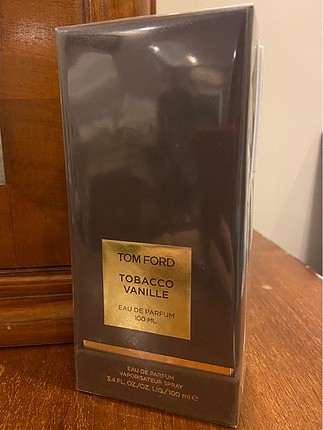 TOM FORD
TOBACCO
VANILLE
EAU DE PARFUM
100 ML
EAU DE PARFUM
VAPORISATEUR SPRAY
3.4 FL. OZ./OZ. LIQ./100 ml ℮